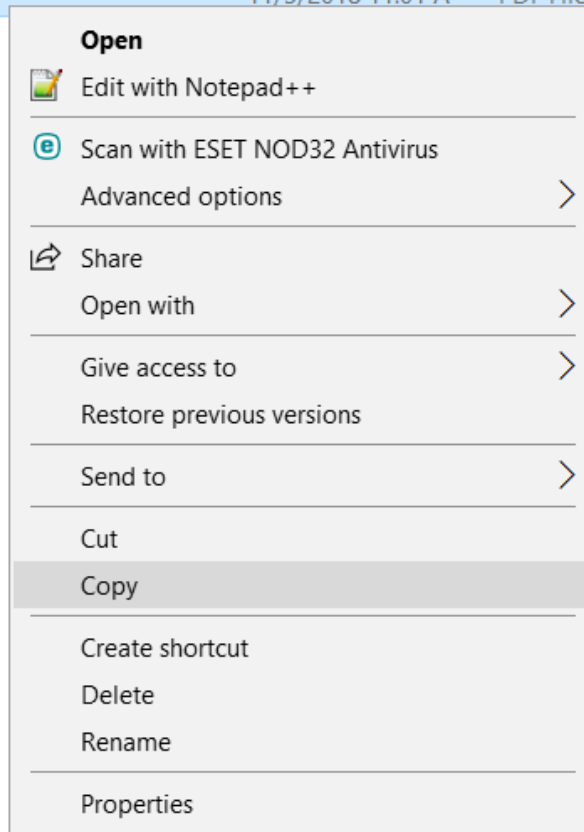 Open
Edit with Notepad++
Scan with ESET NOD32 Antivirus
Advanced options
Share
Open with
Give access to
Restore previous versions
Send to
Cut
Copy
Create shortcut
Delete
Rename
Properties